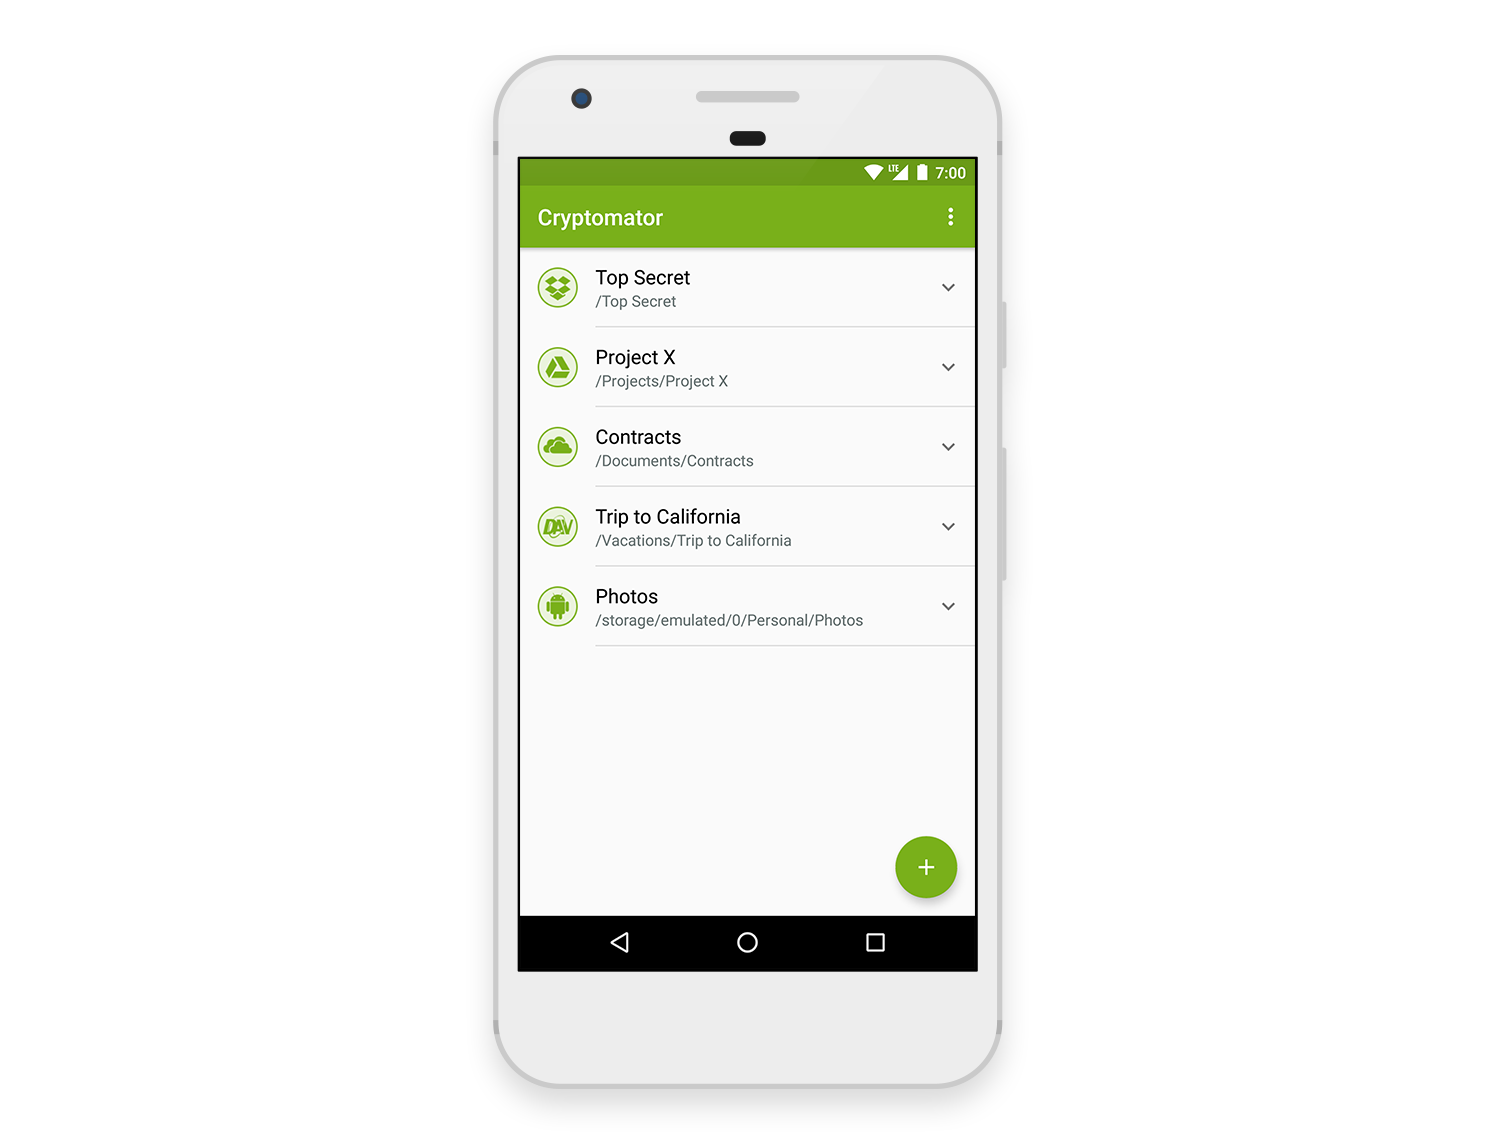 LTE 7:00
Cryptomator
Top Secret
/Top Secret
Project X
/Projects/Project X
Contracts
/Documents/Contracts
DAV
Trip to California
/Vacations/Trip to California
Photos
/storage/emulated/0/Personal/Photos